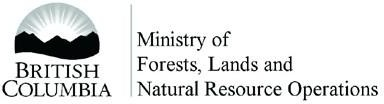 BRITISH
COLUMBIA
Ministry of
Forests, Lands and
Natural Resource Operations